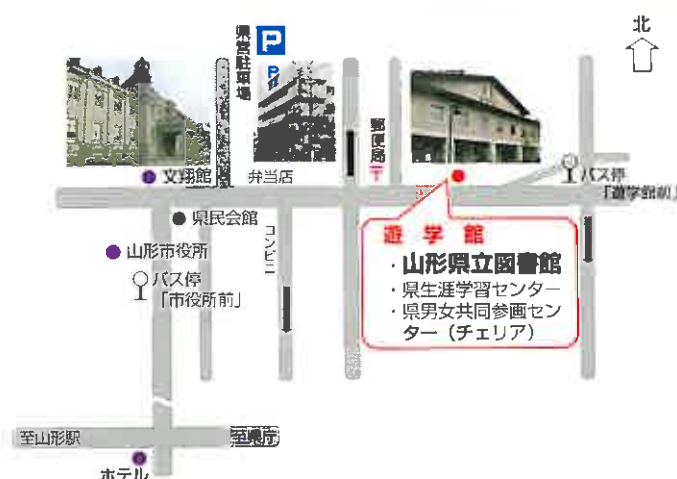 北
県営駐車場
P
P
郵便局
〒
文翔館
弁当店
バス停
「遊学館前」
県民会館
コンビニ
山形市役所
バス停
「市役所前」
遊学館
・山形県立図書館
・県生涯学習センター
・県男女共同参画セン
ター（チェリア）
至山形駅
至県庁
ホテル